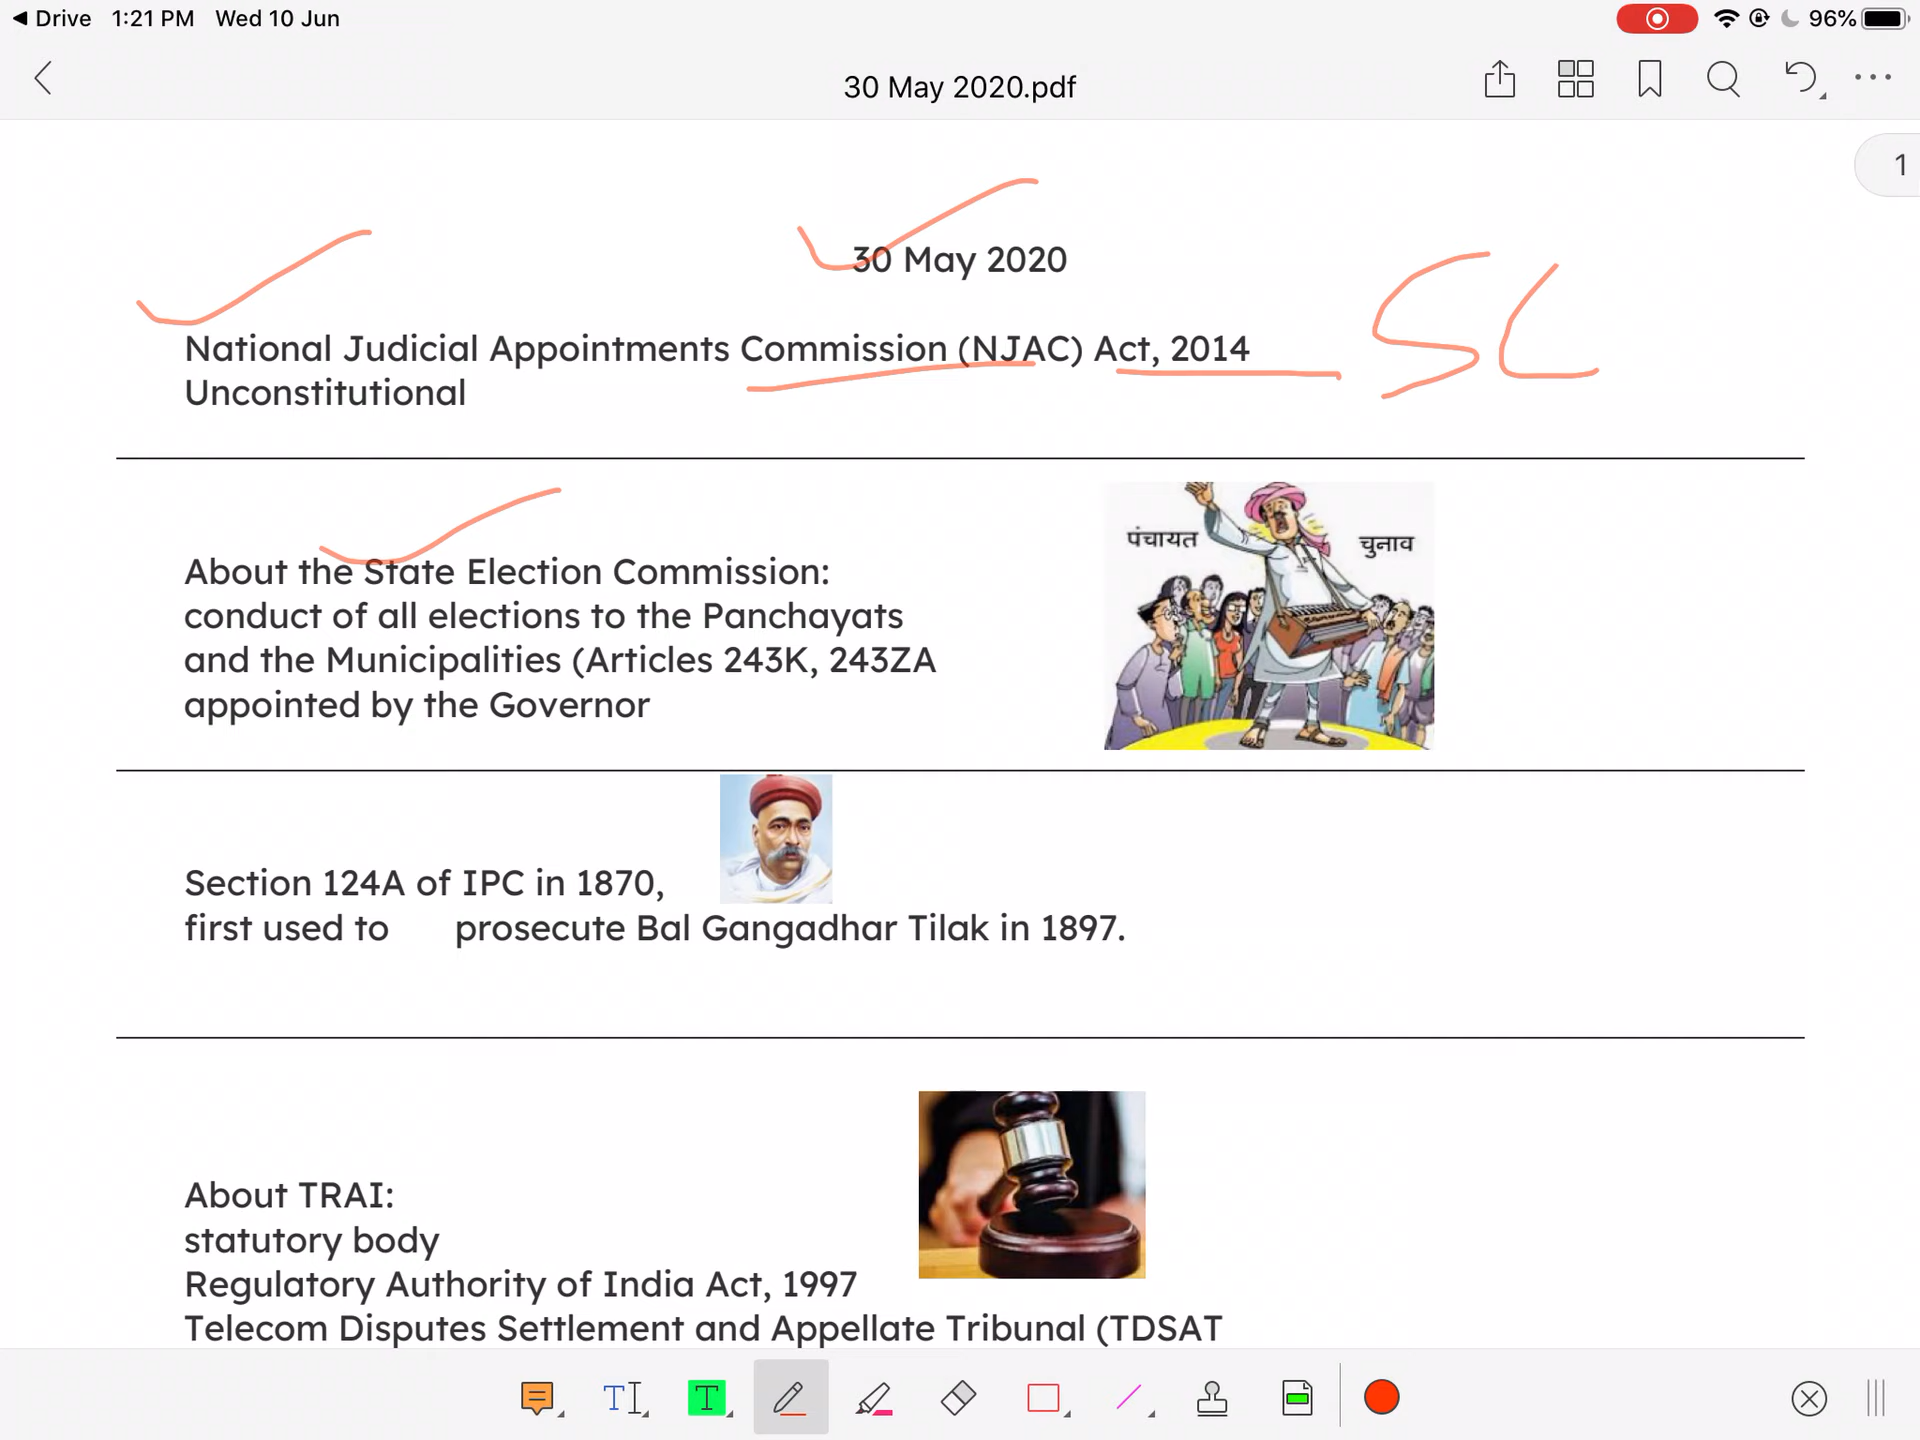 Drive 1:21 PM Wed 10 Jun 96%
30 May 2020.pdf
1
30 May 2020
National Judicial Appointments Commission (NJAC) Act, 2014
SC
Unconstitutional
About the State Election Commission:
conduct of all elections to the Panchayats
and the Municipalities (Articles 243K, 243ZA
appointed by the Governor
पंचायत चुनाव
Section 124A of IPC in 1870,
first used to prosecute Bal Gangadhar Tilak in 1897.
About TRAI:
statutory body
Regulatory Authority of India Act, 1997
Telecom Disputes Settlement and Appellate Tribunal (TDSAT